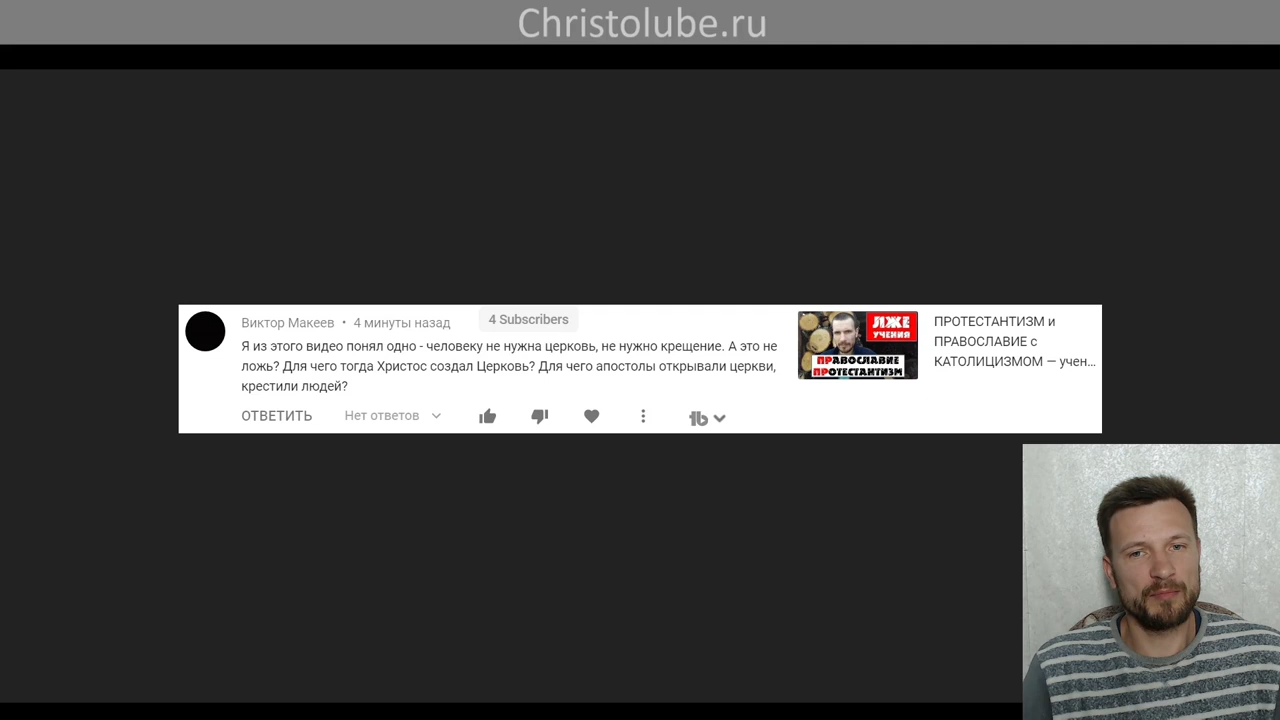 Christolube.ru
Виктор Макеев • 4 минуты назад
4 Subscribers
Я из этого видео понял одно - человеку не нужна церковь, не нужно крещение. А это не
ложь? Для чего тогда Христос создал Церковь? Для чего апостолы открывали церкви,
крестили людей?
ОТВЕТИТЬ
Нет ответов
ЛЖЕ
УЧЕНИЯ
ПРАВОСЛАВИЕ
ПРОТЕСТАНТИЗМ
ПРОТЕСТАНТИЗМ и
ПРАВОСЛАВИЕ с
КАТОЛИЦИЗМОМ — учен...